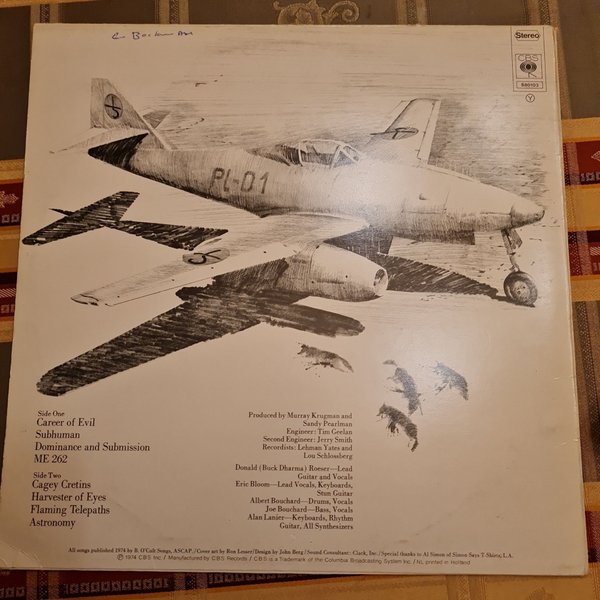 Stereo
CBS
S80103
Y
PL-01
Side One
Career of Evil
Subhuman
Dominance and Submission
ME 262
Side Two
Cagey Cretins
Harvester of Eyes
Flaming Telepaths
Astronomy
Produced by Murray Krugman and
Sandy Pearlman
Engineer: Tim Geelan
Second Engineer: Jerry Smith
Recordists: Lehman Yates and
Lou Schlossberg
Donald (Buck Dharma) Roeser—Lead
Guitar and Vocals
Eric Bloom—Lead Vocals, Keyboards,
Stun Guitar
Albert Bouchard—Drums, Vocals
Joe Bouchard—Bass, Vocals
Alan Lanier—Keyboards, Rhythm
Guitar, All Synthesizers
All songs published 1974 by B. O'Cult Songs, ASCAP./Cover art by Ron Lesser/Design by John Berg/Sound Consultant: Clack, Inc./Special thanks to Al Simon of Simon Says T-Shirts, L.A.
℗ 1974 CBS Inc./ Manufactured by CBS Records / CBS is a Trademark of the Columbia Broadcasting System Inc./ NL printed in Holland